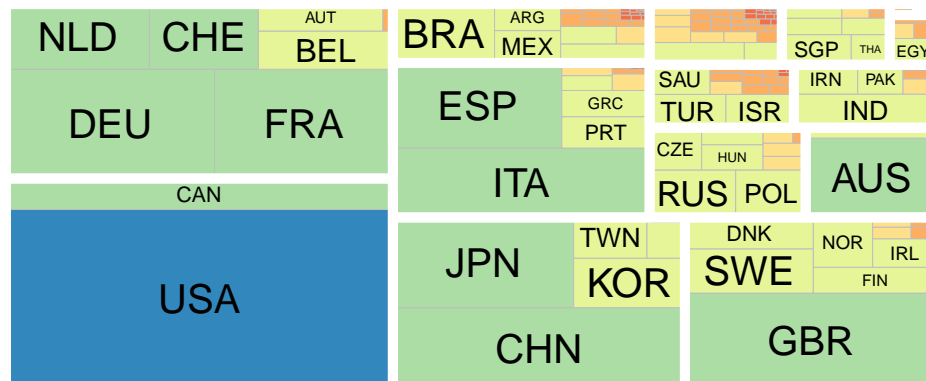 NLD
CHE
AUT
BEL
DEU
FRA
CAN
USA
BRA
ARG
MEX
ESP
GRC
PRT
ITA
JPN
TWN
KOR
CHN
SGP
THA
EGY
SAU
TUR
ISR
IRN
PAK
IND
CZE
HUN
RUS
POL
AUS
DNK
SWE
NOR
IRL
FIN
GBR